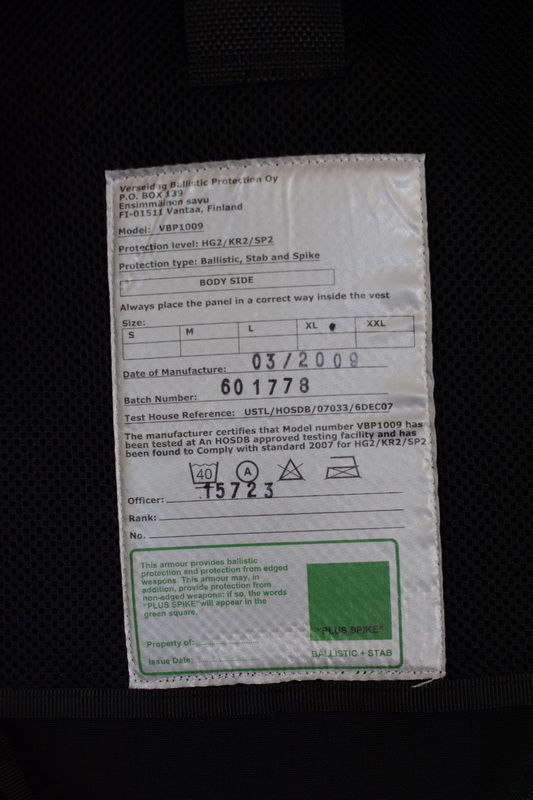 Verseidag Ballistic Protection Oy
P.O. BOX 139
Ensimmäinen savu
FI-01511 Vantaa, Finland
Model: VBP1009
Protection level: HG2/KR2/SP2
Protection type: Ballistic, Stab and Spike
BODY SIDE
Always place the panel in a correct way inside the vest
Size:
S M L XL XXL
Date of Manufacture: 03/2009
Batch Number: 601778
Test House Reference: USTL/HOSDB/07033/6DEC07
The manufacturer certifies that Model number VBP1009 has
been tested at An HOSDB approved testing facility and has
been found to Comply with standard 2007 for HG2/KR2/SP2
40 A
Officer: 15723
Rank:
No.
This armour provides ballistic
protection and protection from edged
weapons. This armour may, in
addition, provide protection from
non-edged weapons; if so, the words
"PLUS SPIKE" will appear in the
green square.
"PLUS SPIKE"
Property of:
Issue Date:
BALLISTIC + STAB